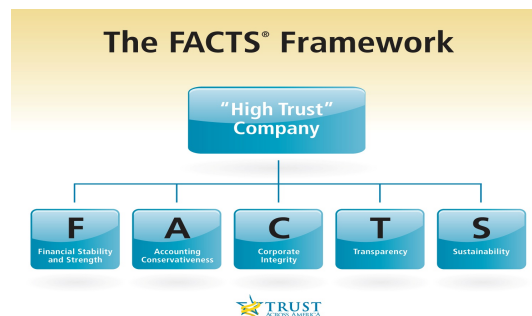 The FACTS® Framework
“High Trust”
Company
F
Financial Stability
and Strength
A
Accounting
Conservativeness
C
Corporate
Integrity
T
Transparency
S
Sustainability
TRUST
ACROSS AMERICA